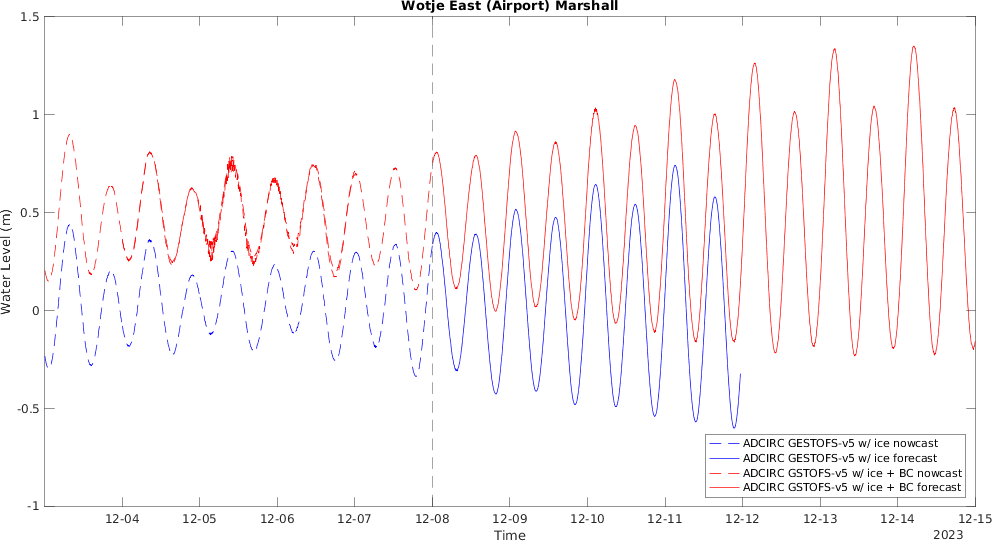 Wotje East (Airport) Marshall
1.5
1
0.5
0
-0.5
-1
Water Level (m)
12-04 12-05 12-06 12-07 12-08 12-09 12-10 12-11 12-12 12-13 12-14 12-15
Time
2023
ADCIRC GESTOFS-v5 w/ ice nowcast
ADCIRC GESTOFS-v5 w/ ice forecast
ADCIRC GSTOFS-v5 w/ ice + BC nowcast
ADCIRC GSTOFS-v5 w/ ice + BC forecast